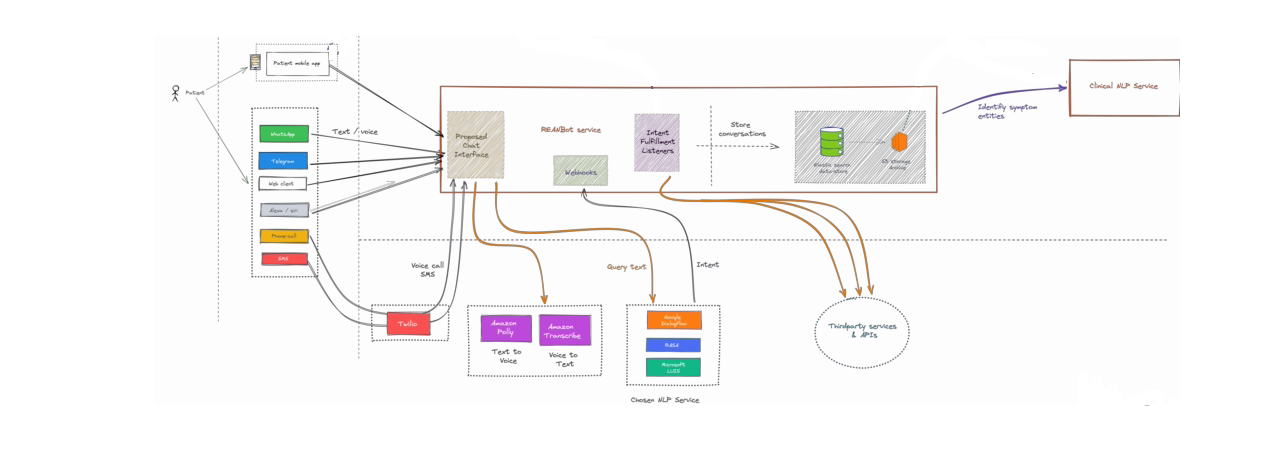 Patient
Patient mobile app
WhatsApp
Telegram
Web client
Alexa / siri
Phone call
SMS
Text / voice
Proposed
Chat
Interface
REANBot service
Webhooks
Intent
Fulfillment
Listeners
Store
conversations
Elastic search
data-store
S3 storage
Archive
Identify symptom
entities
Clinical NLP Service
Voice call
SMS
Twilio
Amazon
Polly
Text to
Voice
Amazon
Transcribe
Voice to
Text
Query text
Intent
Google
Dialogflow
RASA
Microsoft
LUIS
Chosen NLP Service
Thirdparty services
& APIs